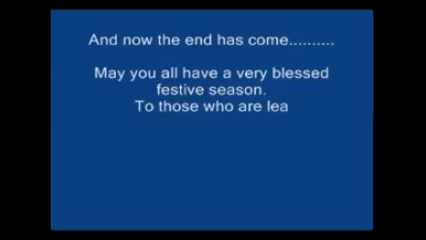 And now the end has come..........
May you all have a very blessed
festive season.
To those who are lea